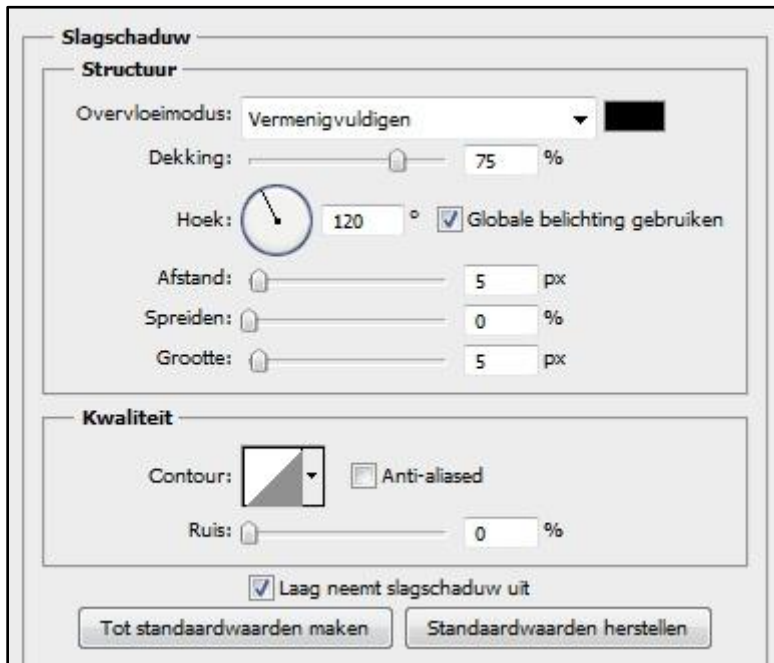 Slagschaduw
Structuur
Overvloeimodus: Vermenigvuldigen
Dekking: 75 %
Hoek: 120 ° Globale belichting gebruiken
Afstand: 5 px
Spreiden: 0 %
Grootte: 5 px
Kwaliteit
Contour: Anti-aliased
Ruis: 0 %
Laag neemt slagschaduw uit
Tot standaardwaarden maken Standaardwaarden herstellen